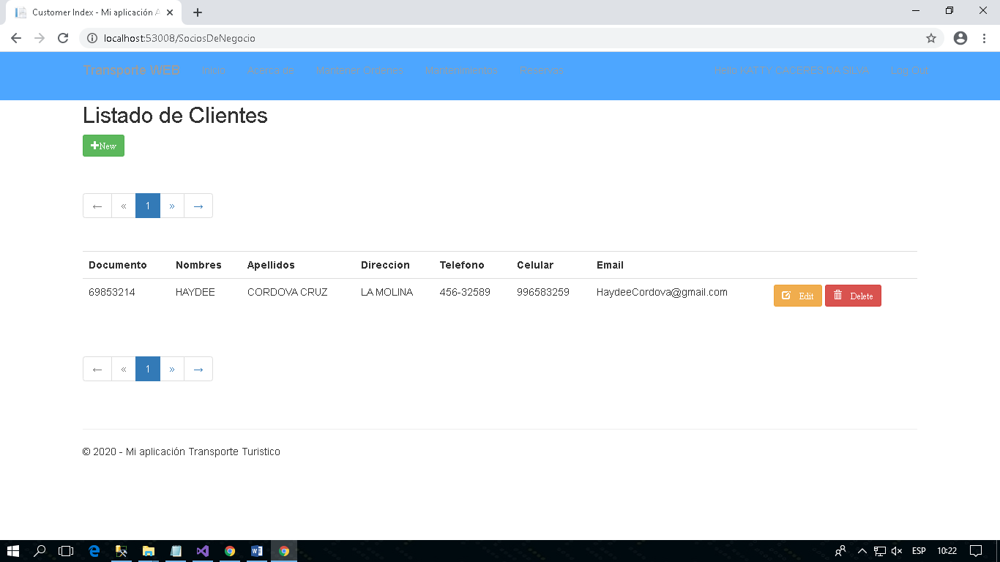 Customer Index - Mi aplicación A
localhost:53008/SociosDeNegocio
Transporte WEB Inicio Acerca de Mantener Ordenes Mantenimientos Reservas Log Out
Listado de Clientes
New
← « 1 » →
Documento Nombres Apellidos Direccion Telefono Celular Email
69853214 HAYDEE CORDOVA CRUZ LA MOLINA 456-32589 996583259 HaydeeCordova@gmail.com Edit Delete
← « 1 » →
© 2020 - Mi aplicación Transporte Turistico
ESP 10:22